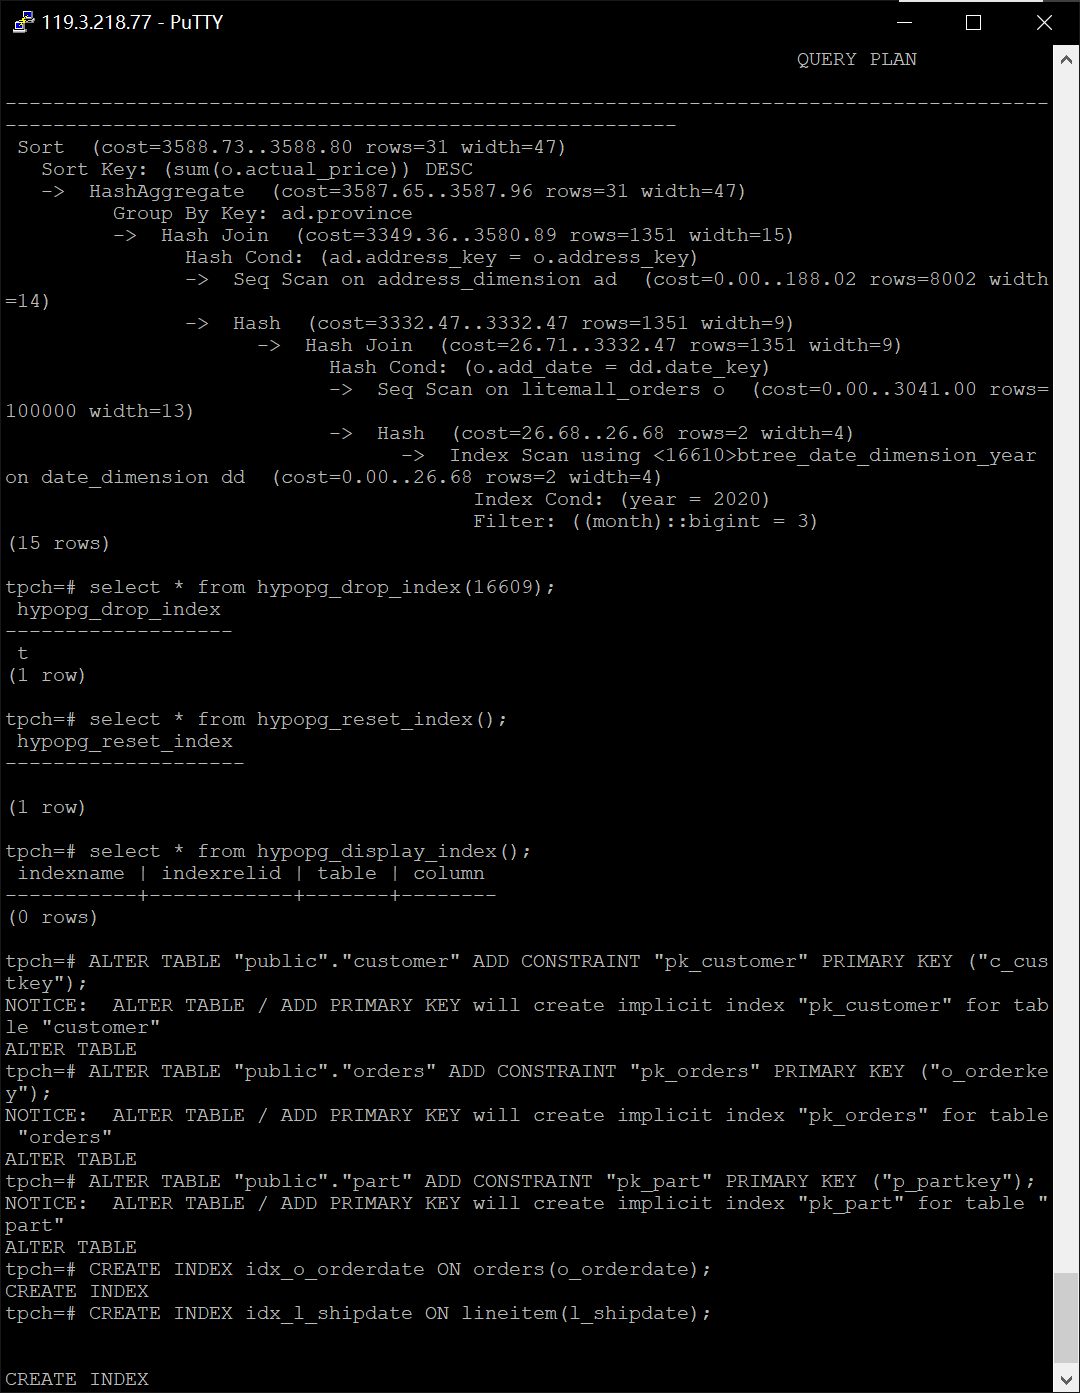 119.3.218.77 - PuTTY
QUERY PLAN
---------------------------------------------------------------------------------------
--------------------------------------------------------
Sort  (cost=3588.73..3588.80 rows=31 width=47)
Sort Key: (sum(o.actual_price)) DESC
->  HashAggregate  (cost=3587.65..3587.96 rows=31 width=47)
Group By Key: ad.province
->  Hash Join  (cost=3349.36..3580.89 rows=1351 width=15)
Hash Cond: (ad.address_key = o.address_key)
->  Seq Scan on address_dimension ad  (cost=0.00..188.02 rows=8002 width
=14)
->  Hash  (cost=3332.47..3332.47 rows=1351 width=9)
->  Hash Join  (cost=26.71..3332.47 rows=1351 width=9)
Hash Cond: (o.add_date = dd.date_key)
->  Seq Scan on litemall_orders o  (cost=0.00..3041.00 rows=
100000 width=13)
->  Hash  (cost=26.68..26.68 rows=2 width=4)
->  Index Scan using <16610>btree_date_dimension_year
on date_dimension dd  (cost=0.00..26.68 rows=2 width=4)
Index Cond: (year = 2020)
Filter: ((month)::bigint = 3)
(15 rows)
tpch=# select * from hypopg_drop_index(16609);
hypopg_drop_index
-------------------
t
(1 row)
tpch=# select * from hypopg_reset_index();
hypopg_reset_index
--------------------
(1 row)
tpch=# select * from hypopg_display_index();
indexname | indexrelid | table | column
-----------+------------+-------+--------
(0 rows)
tpch=# ALTER TABLE "public"."customer" ADD CONSTRAINT "pk_customer" PRIMARY KEY ("c_cus
tkey");
NOTICE:  ALTER TABLE / ADD PRIMARY KEY will create implicit index "pk_customer" for tab
le "customer"
ALTER TABLE
tpch=# ALTER TABLE "public"."orders" ADD CONSTRAINT "pk_orders" PRIMARY KEY ("o_orderke
y");
NOTICE:  ALTER TABLE / ADD PRIMARY KEY will create implicit index "pk_orders" for table
"orders"
ALTER TABLE
tpch=# ALTER TABLE "public"."part" ADD CONSTRAINT "pk_part" PRIMARY KEY ("p_partkey");
NOTICE:  ALTER TABLE / ADD PRIMARY KEY will create implicit index "pk_part" for table "
part"
ALTER TABLE
tpch=# CREATE INDEX idx_o_orderdate ON orders(o_orderdate);
CREATE INDEX
tpch=# CREATE INDEX idx_l_shipdate ON lineitem(l_shipdate);
CREATE INDEX